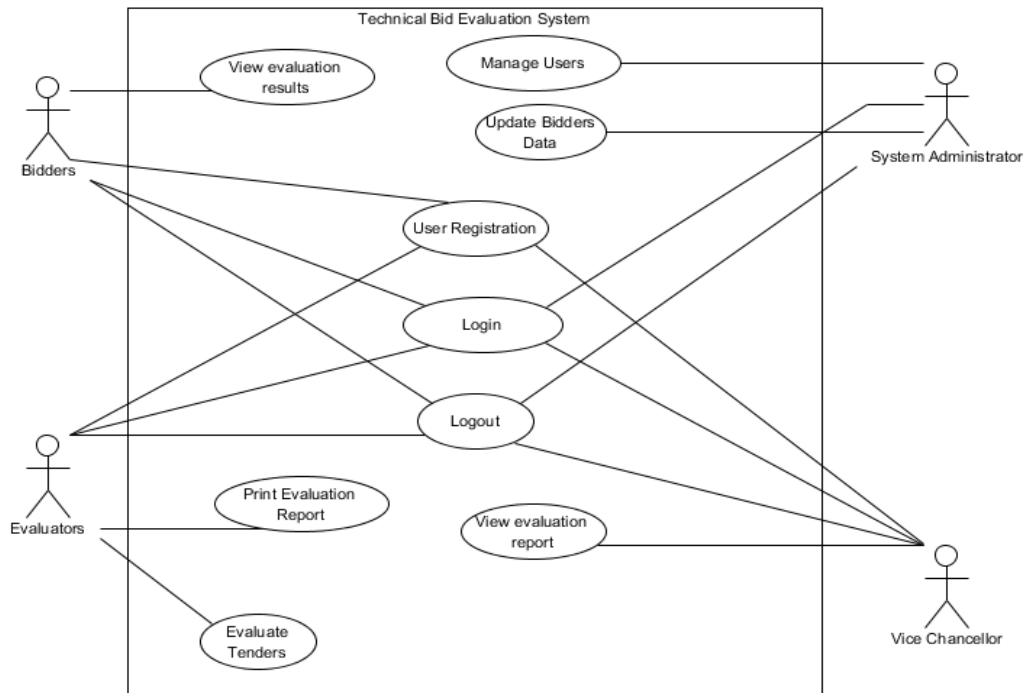 Technical Bid Evaluation System
View evaluation
results
Manage Users
Update Bidders
Data
Bidders
System Administrator
User Registration
Login
Logout
Print Evaluation
Report
View evaluation
report
Evaluators
Evaluate
Tenders
Vice Chancellor